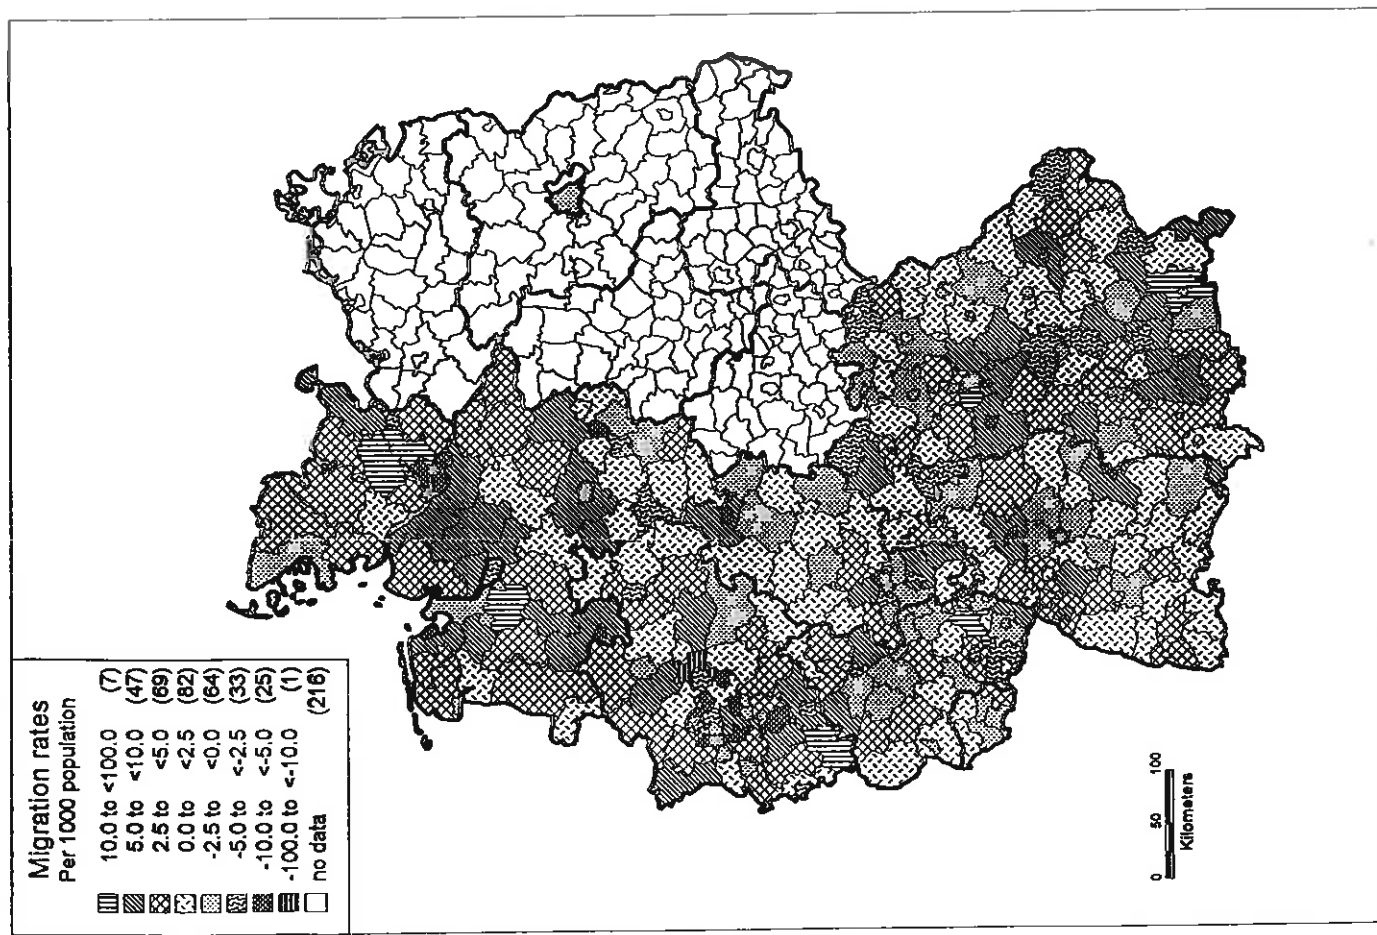 Migration rates
Per 1000 population
10.0 to <100.0 (7)
5.0 to <10.0 (47)
2.5 to <5.0 (69)
0.0 to <2.5 (82)
-2.5 to <0.0 (64)
-5.0 to <-2.5 (33)
-10.0 to <-5.0 (25)
-100.0 to <-10.0 (1)
no data (216)
0 50 100
Kilometers